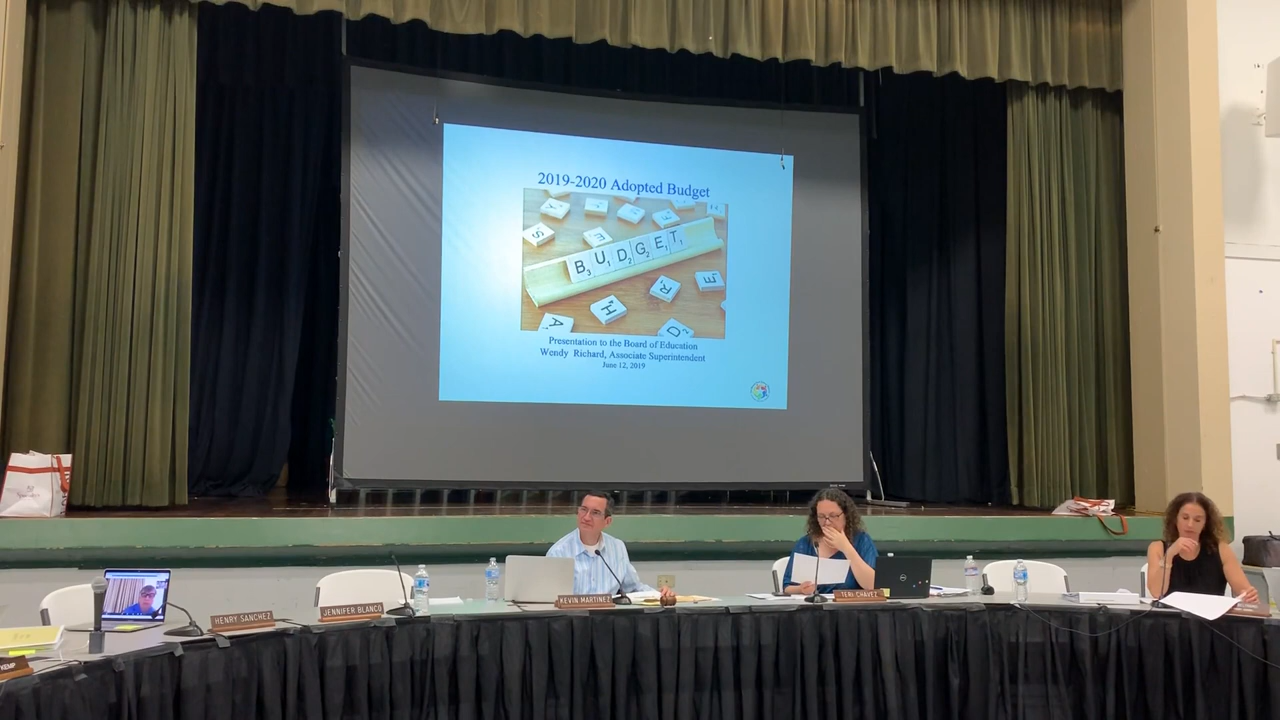 2019-2020 Adopted Budget
BUDGET
Presentation to the Board of Education
Wendy Richard, Associate Superintendent
June 12, 2019
KEMP
HENRY SANCHEZ
JENNIFER BLANCO
KEVIN MARTINEZ
TERI CHAVEZ